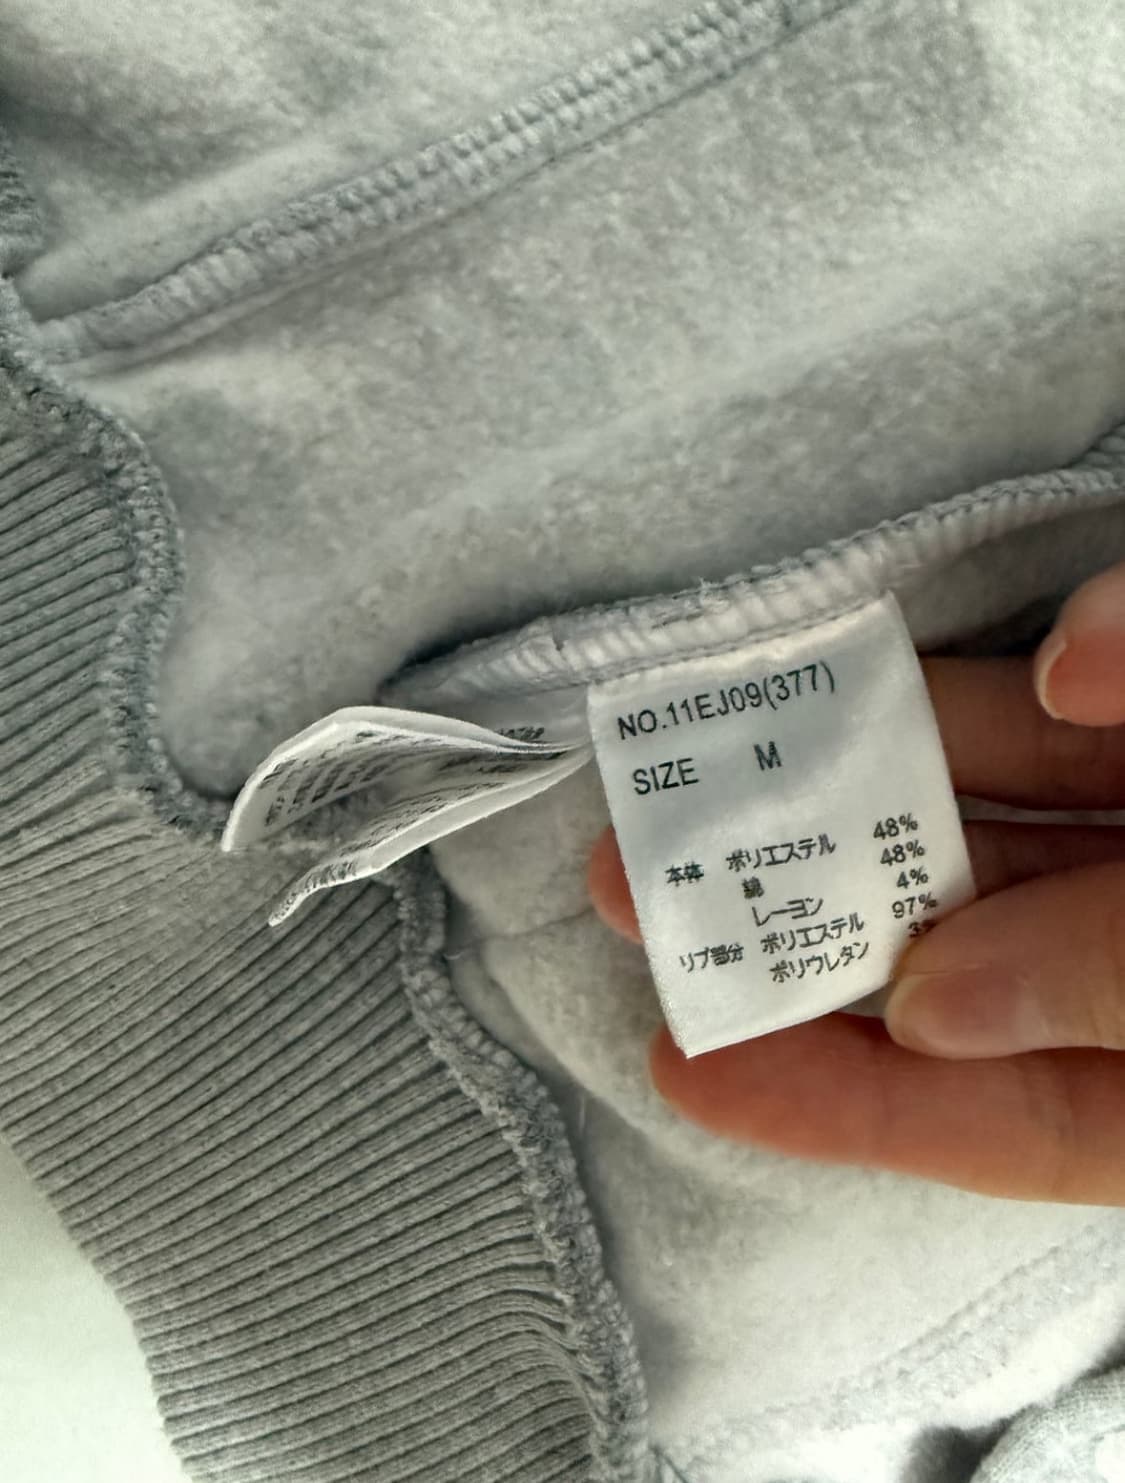 NO.11EJ09(377)
SIZE M
本体 ポリエステル 48%
綿 48%
レーヨン 4%
リブ部分 ポリエステル 97%
ポリウレタン